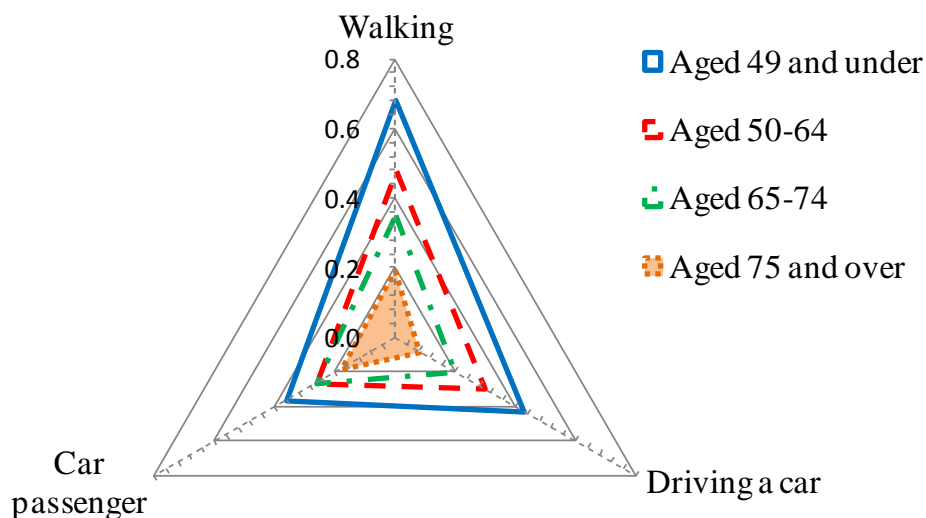 Walking
0.8
0.6
0.4
0.2
0.0
Car
passenger
Driving a car
Aged 49 and under
Aged 50-64
Aged 65-74
Aged 75 and over